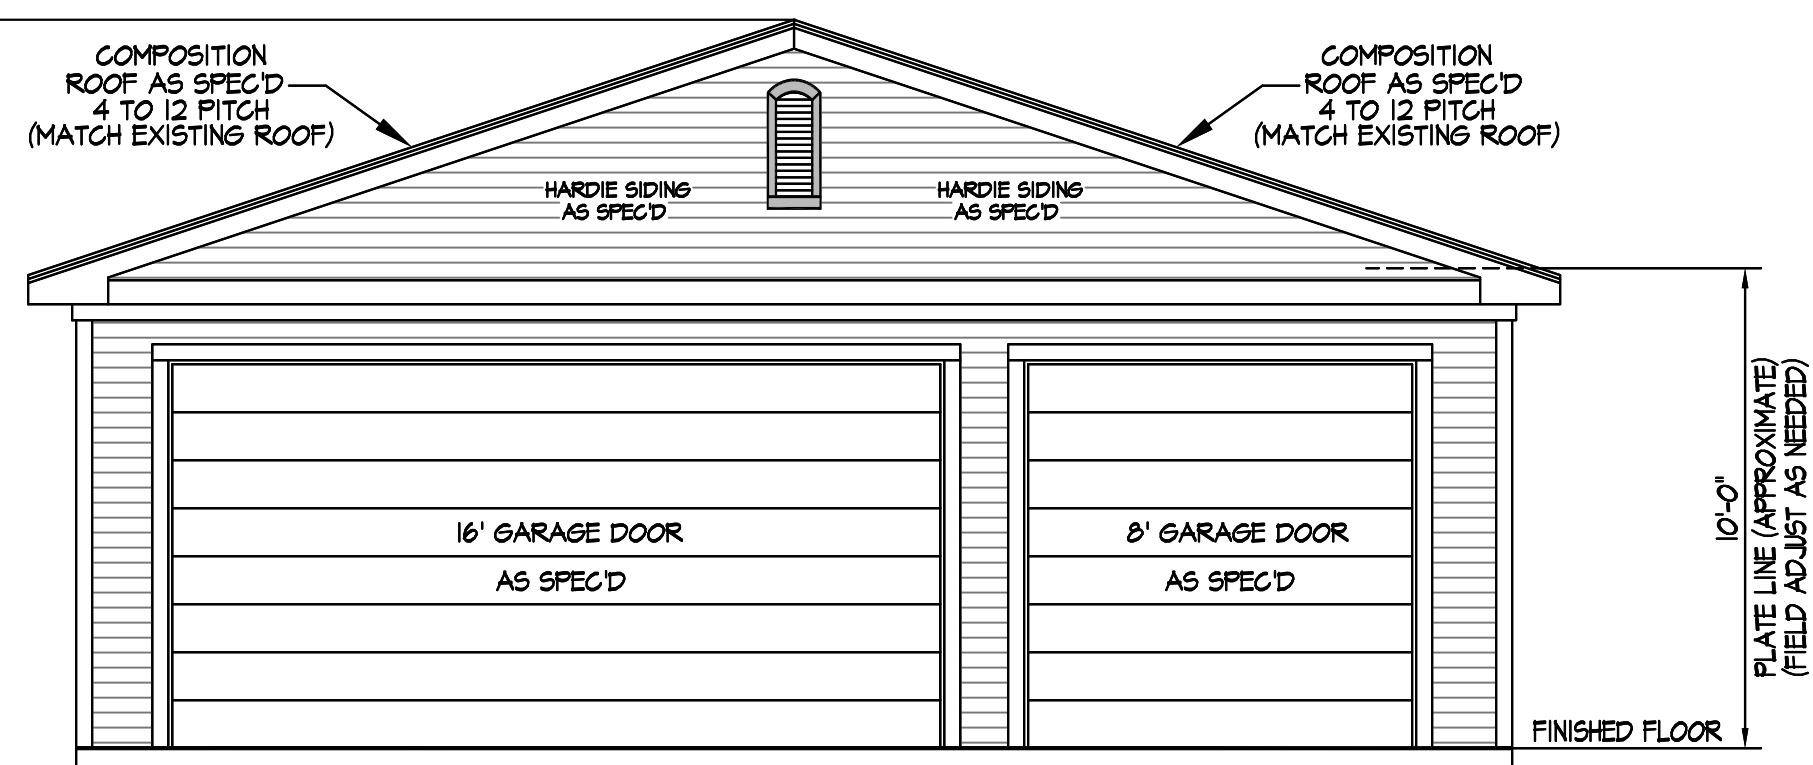 COMPOSITION
ROOF AS SPEC'D
4 TO 12 PITCH
(MATCH EXISTING ROOF)
COMPOSITION
ROOF AS SPEC'D
4 TO 12 PITCH
(MATCH EXISTING ROOF)
HARDIE SIDING
AS SPEC'D
HARDIE SIDING
AS SPEC'D
16' GARAGE DOOR
AS SPEC'D
8' GARAGE DOOR
AS SPEC'D
10'-0"
PLATE LINE (APPROXIMATE)
(FIELD ADJUST AS NEEDED)
FINISHED FLOOR